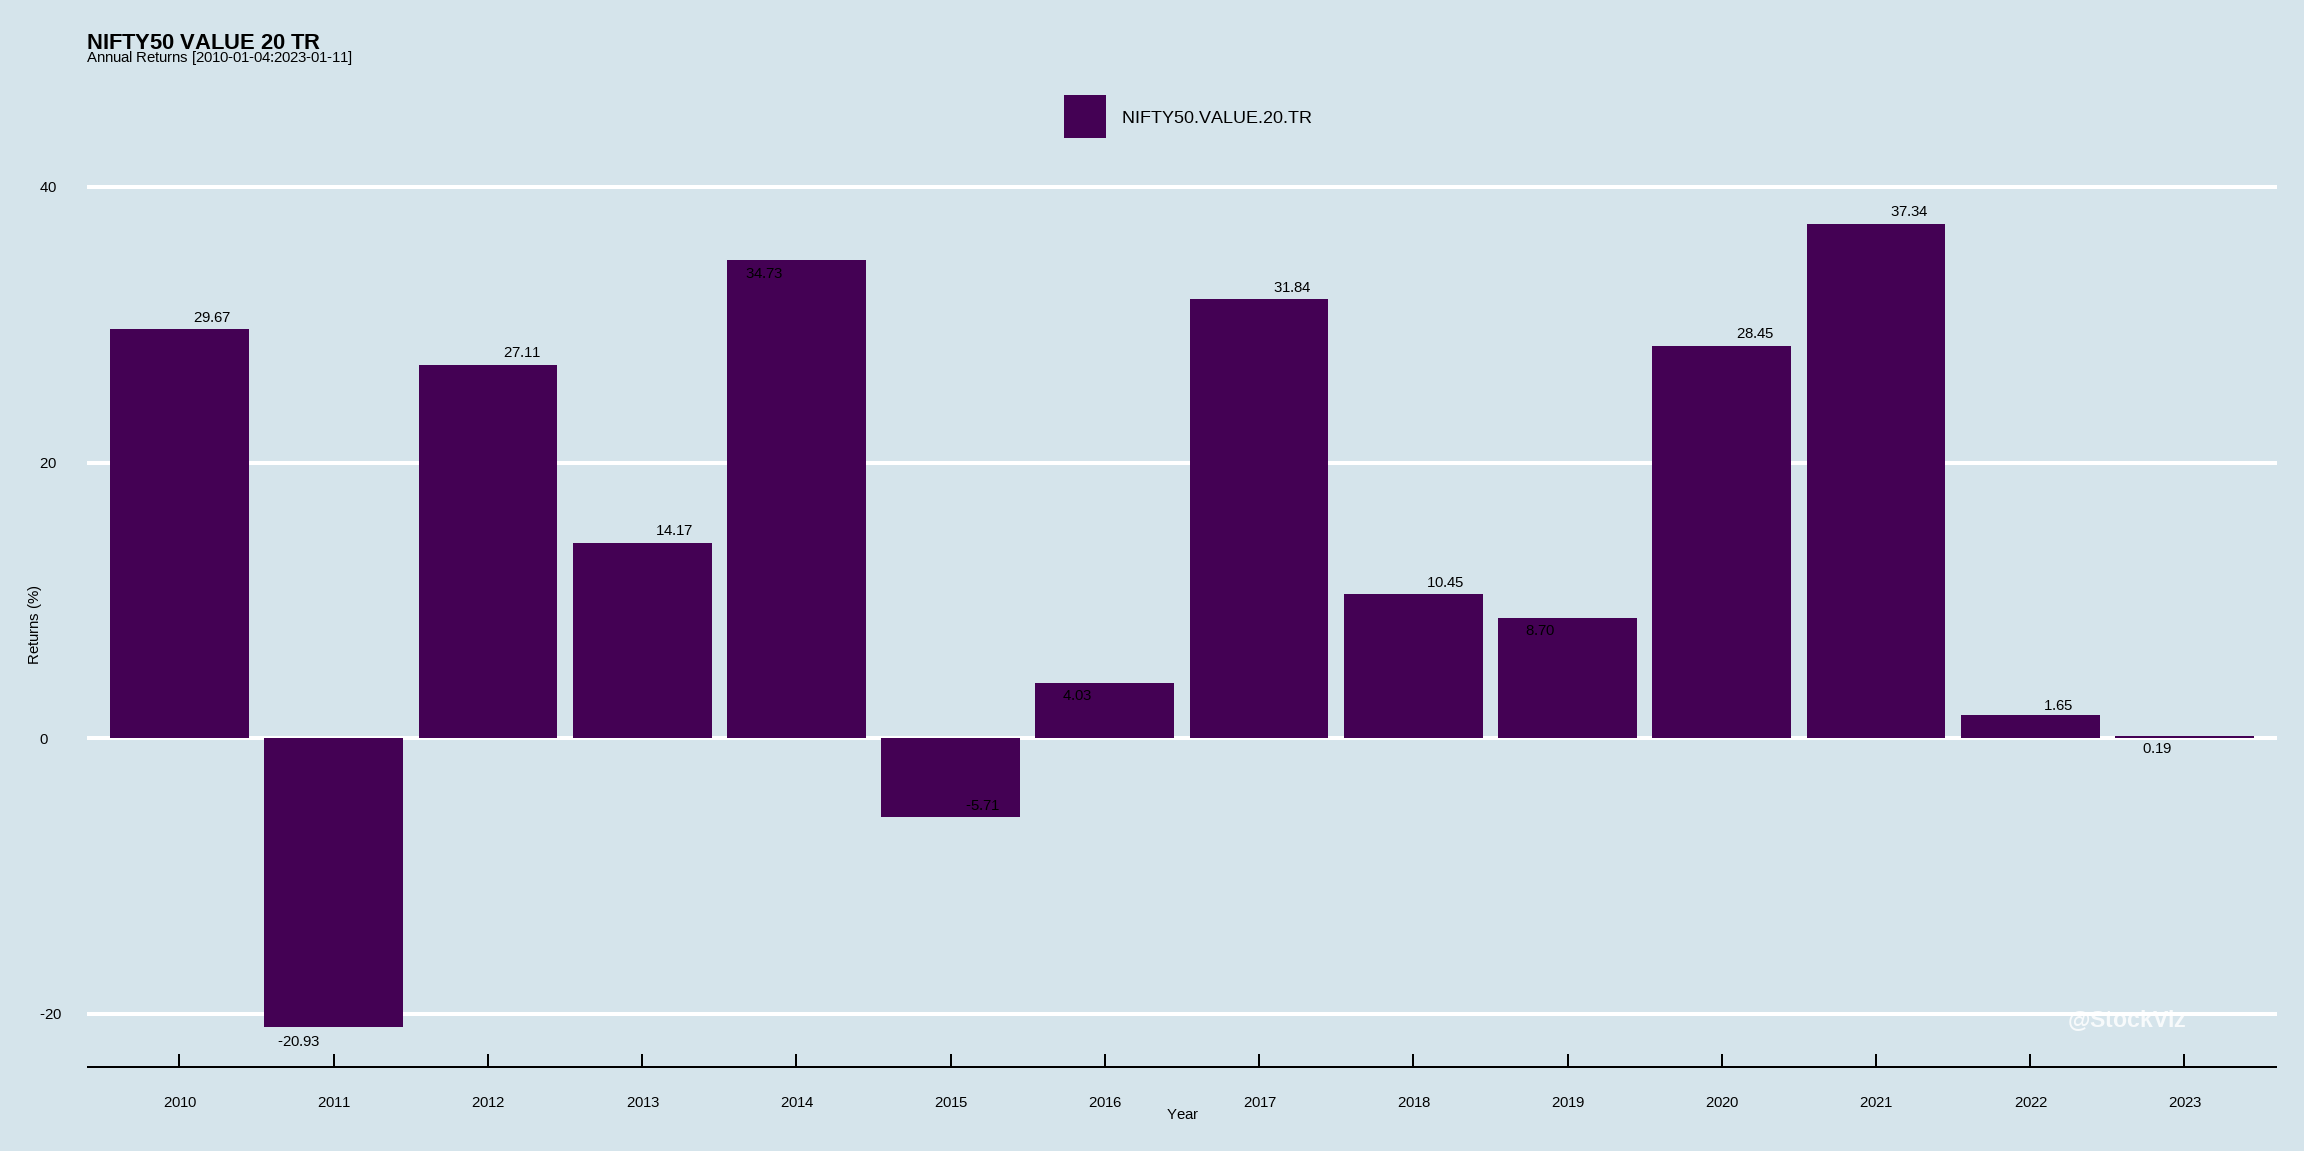 NIFTY50 VALUE 20 TR
Annual Returns [2010-01-04:2023-01-11]
NIFTY50.VALUE.20.TR
40
37.34
34.73
31.84
29.67
28.45
27.11
20
14.17
10.45
8.70
4.03
1.65
0
0.19
-5.71
-20
-20.93
Returns (%)
@StockViz
2010 2011 2012 2013 2014 2015 2016 2017 2018 2019 2020 2021 2022 2023
Year